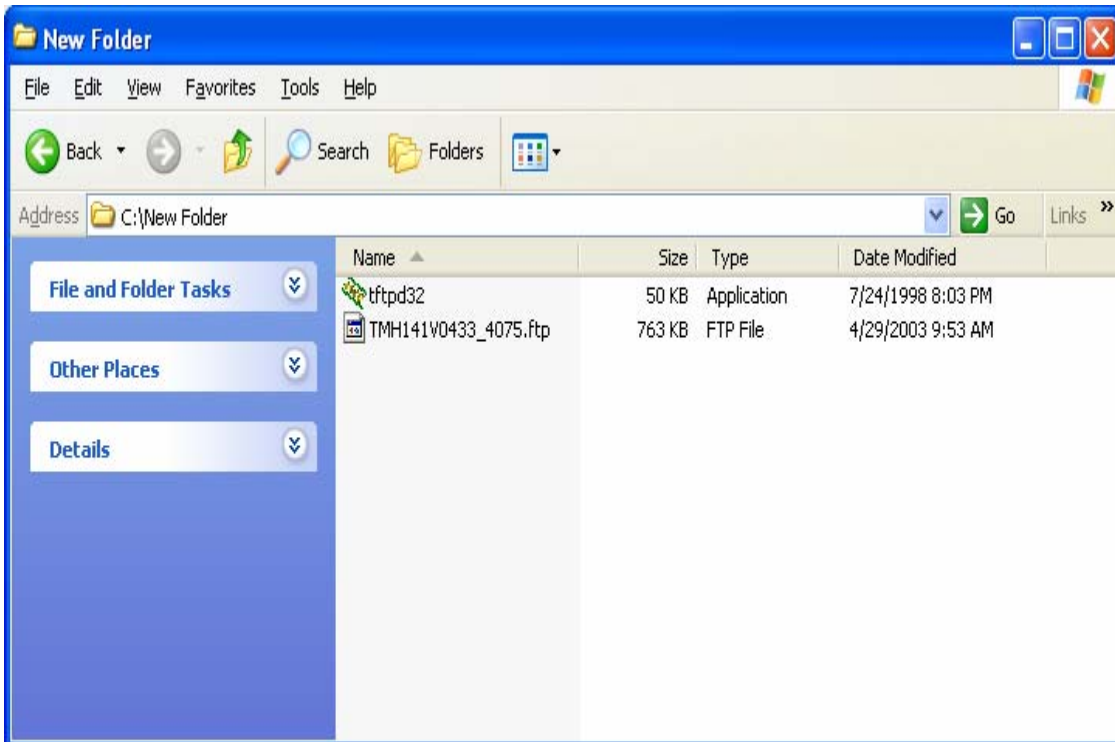 New Folder
File Edit View Favorites Tools Help
Back Search Folders
Address C:\New Folder Go Links »
File and Folder Tasks
Other Places
Details
Name Size Type Date Modified
tftpd32 50 KB Application 7/24/1998 8:03 PM
TMH141V0433_4075.ftp 763 KB FTP File 4/29/2003 9:53 AM